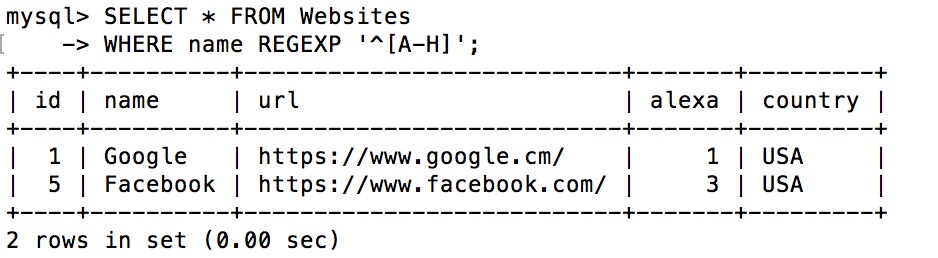 mysql> SELECT * FROM Websites
    -> WHERE name REGEXP '^[A-H]';
+----+----------+---------------------------+-------+---------+
| id | name     | url                       | alexa | country |
+----+----------+---------------------------+-------+---------+
|  1 | Google   | https://www.google.cm/    |     1 | USA     |
|  5 | Facebook | https://www.facebook.com/ |     3 | USA     |
+----+----------+---------------------------+-------+---------+
2 rows in set (0.00 sec)